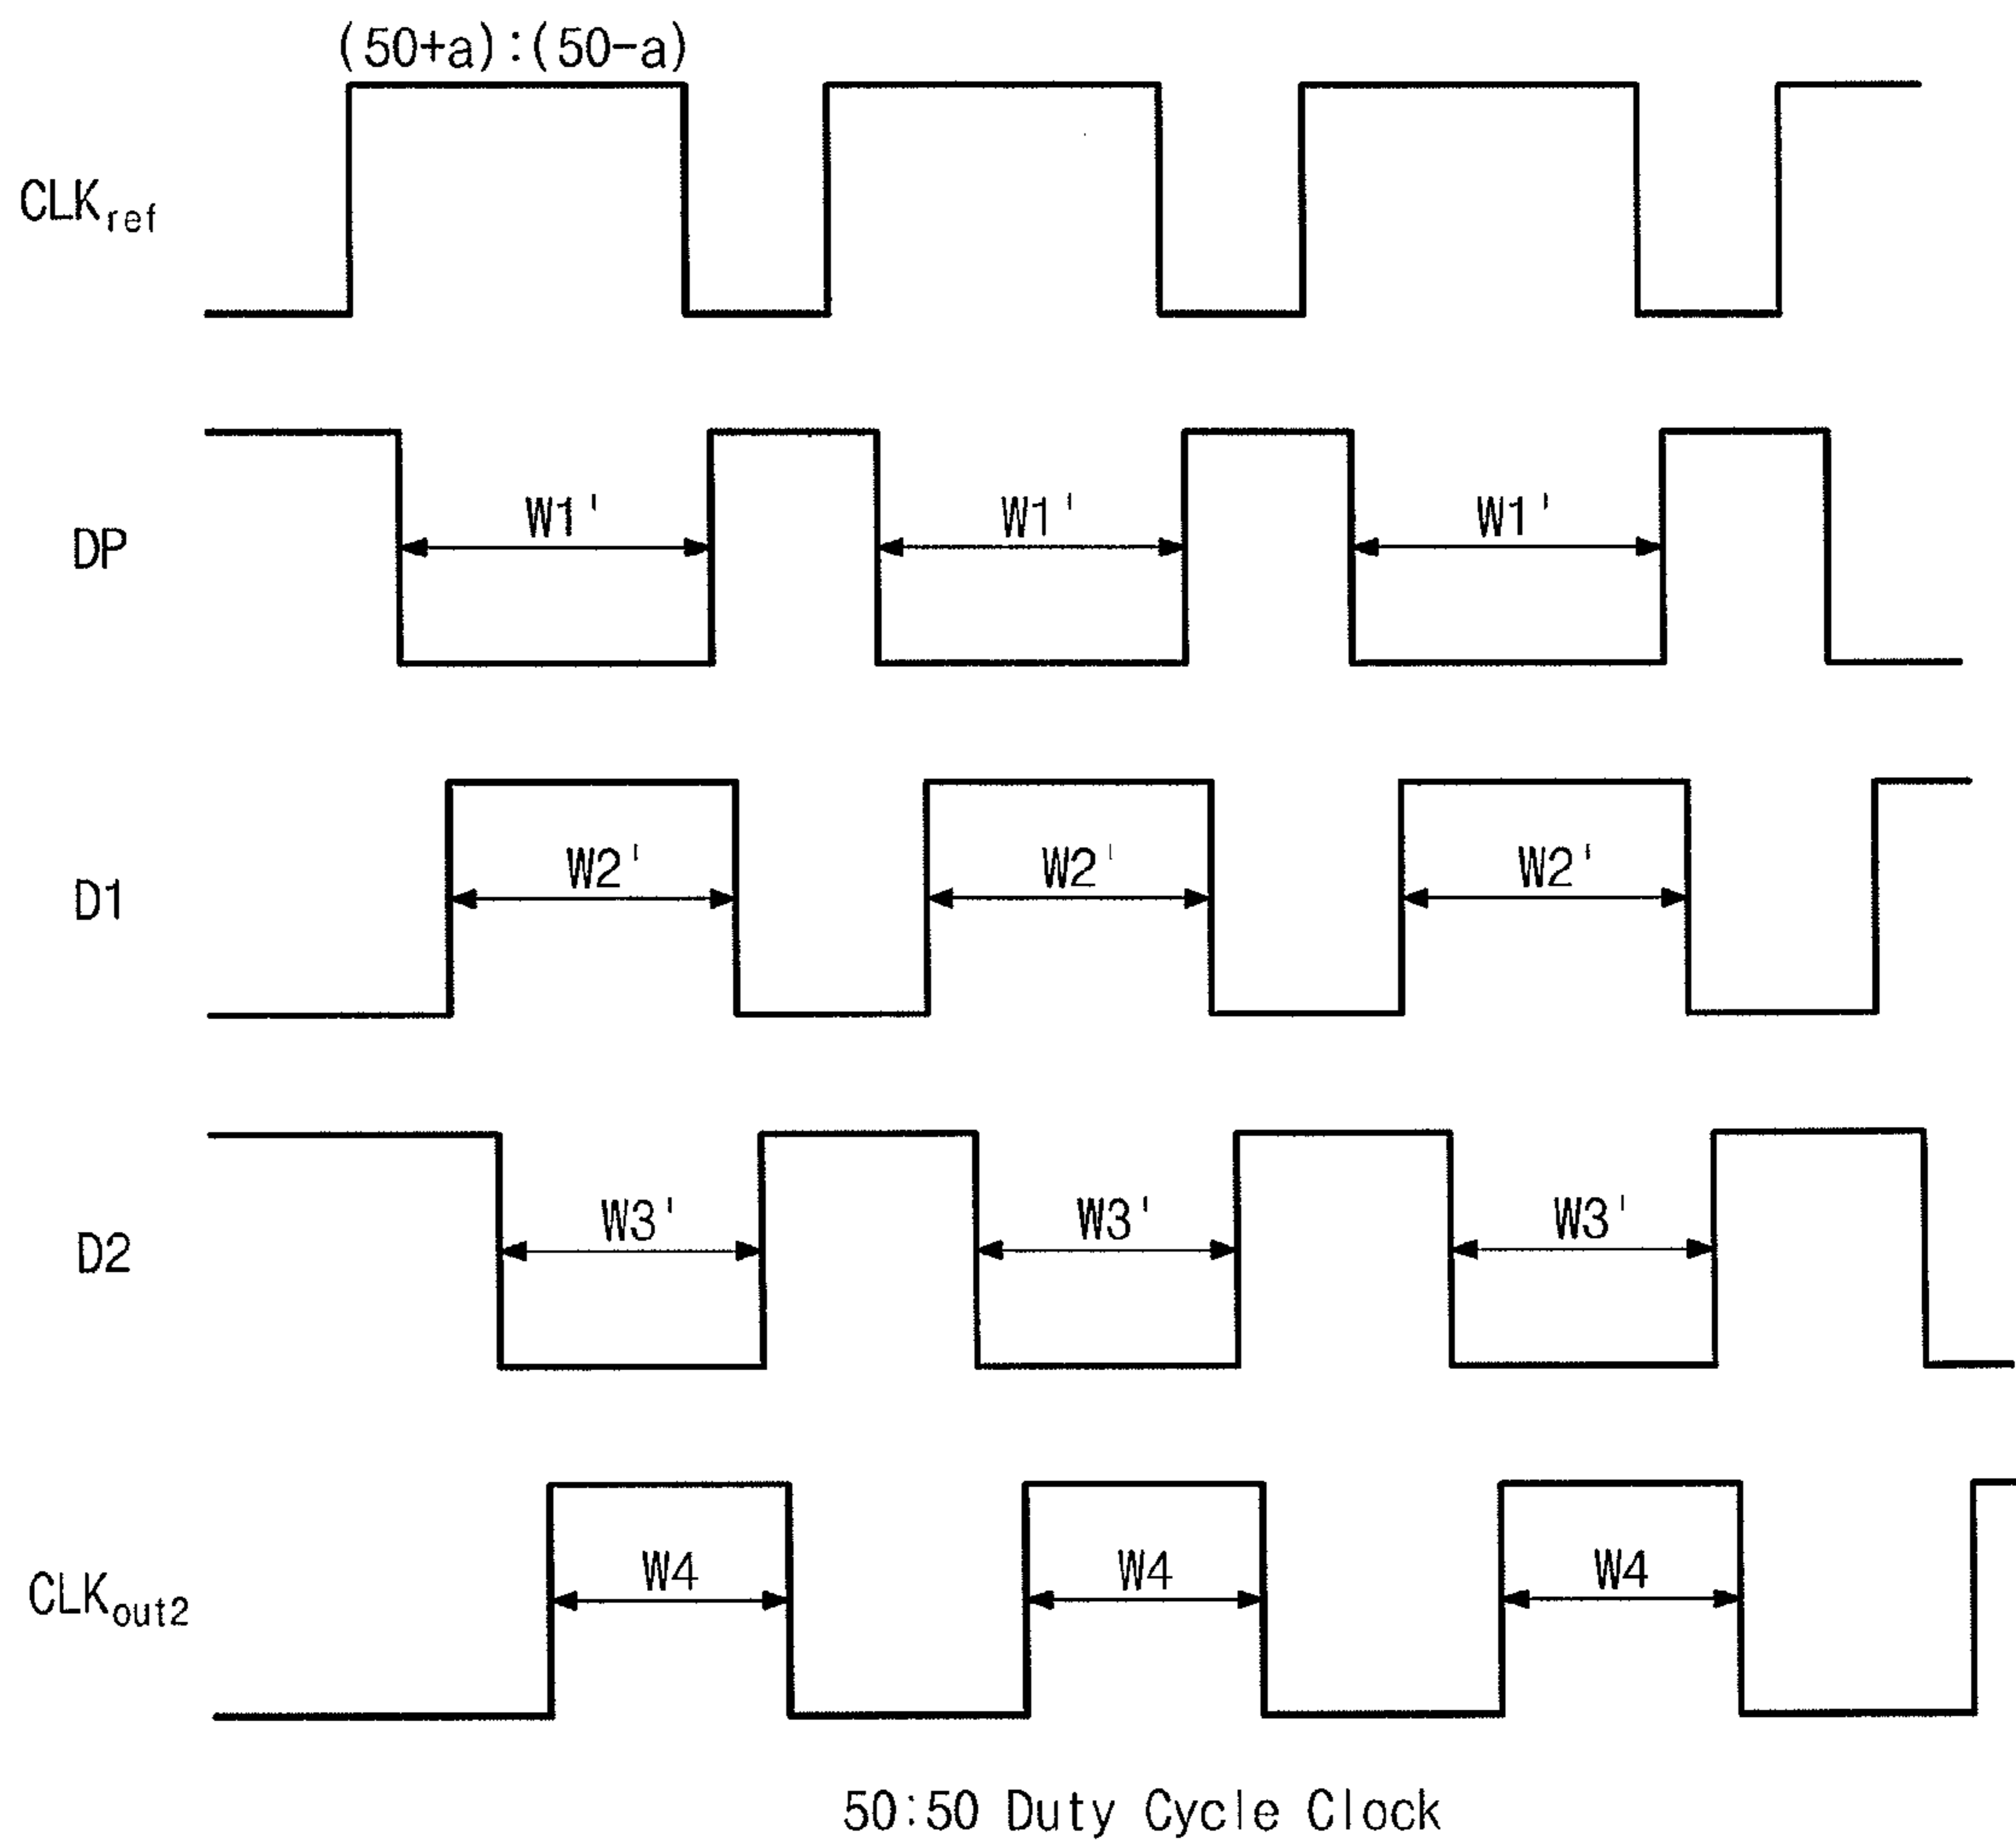 (50+a):(50-a)
CLKref
W1' W1' W1'
DP
W2' W2' W2'
D1
W3' W3' W3'
D2
W4 W4 W4
CLKout2
50:50 Duty Cycle Clock